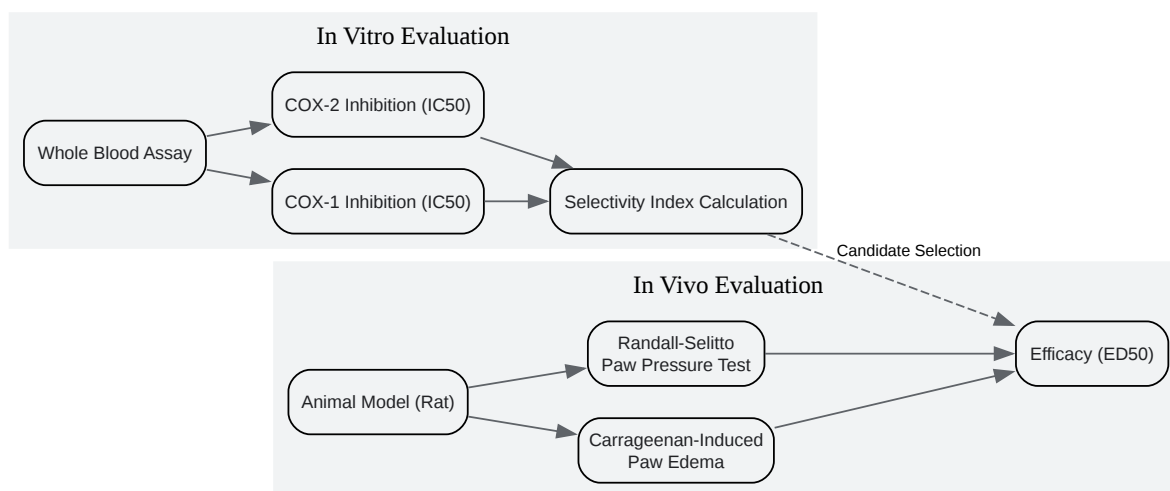 In Vitro Evaluation
COX-2 Inhibition (IC50)
Whole Blood Assay
COX-1 Inhibition (IC50)
Selectivity Index Calculation
Candidate Selection
In Vivo Evaluation
Randall-Selitto
Paw Pressure Test
Efficacy (ED50)
Animal Model (Rat)
Carrageenan-Induced
Paw Edema